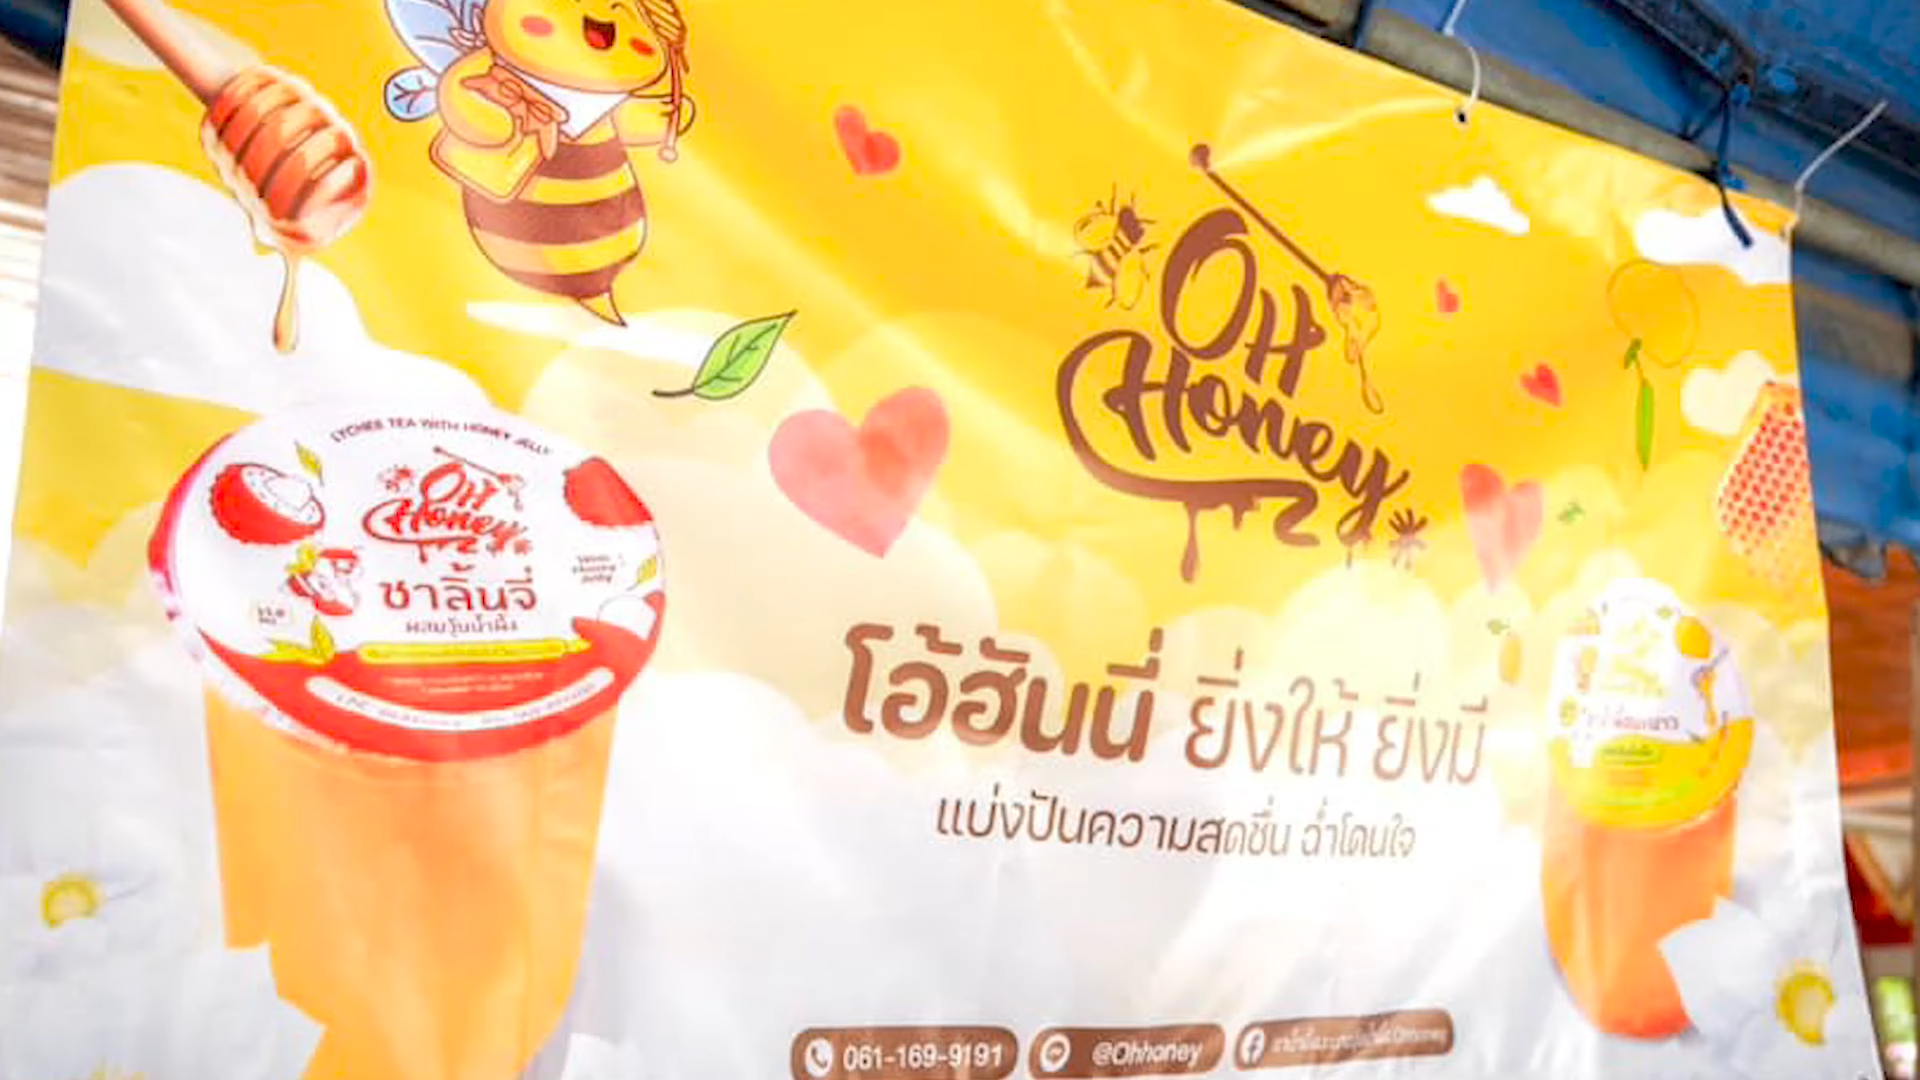 OH
Honey
LYCHEE TEA WITH HONEY JELLY
OH
Honey
ชาลิ้นจี่
ผสมวุ้นน้ำผึ้ง
โอ้ฮันนี่ ยิ่งให้ ยิ่งมี
แบ่งปันความสดชื่น ฉ่ำโดนใจ
061-169-9191
@Ohhoney